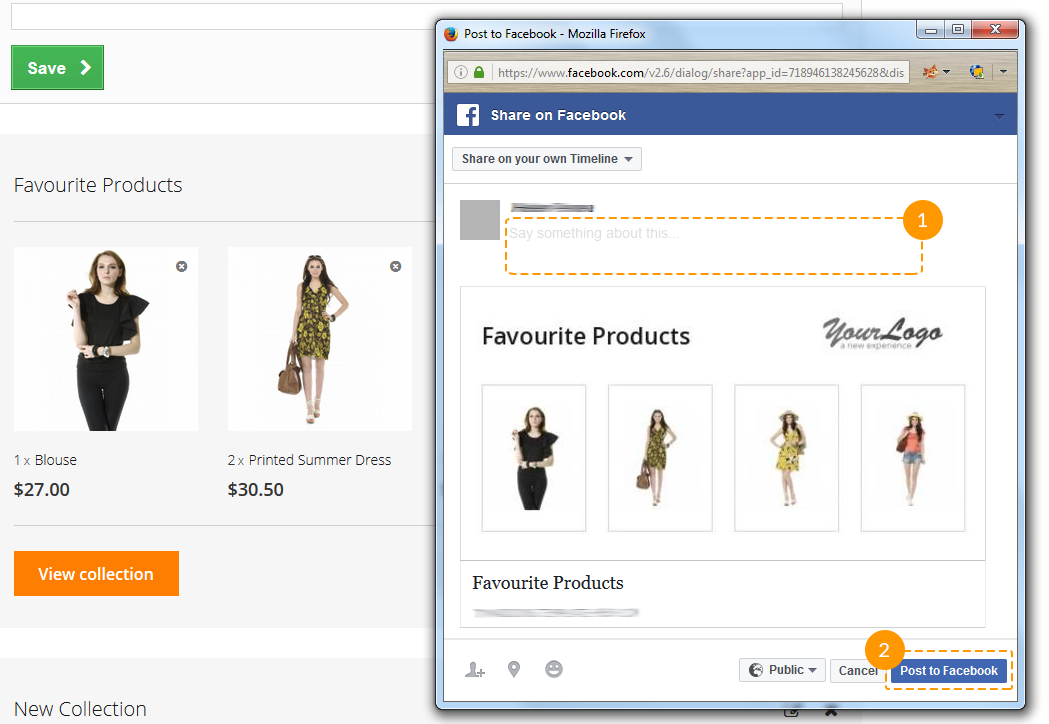 Save
Favourite Products
1 x Blouse
$27.00
2 x Printed Summer Dress
$30.50
View collection
New Collection
Post to Facebook - Mozilla Firefox
https://www.facebook.com/v2.6/dialog/share?app_id=718946138245628&dis
Share on Facebook
Share on your own Timeline
1
Say something about this...
Favourite Products
YourLogo
a new experience
Favourite Products
2
Public
Cancel
Post to Facebook